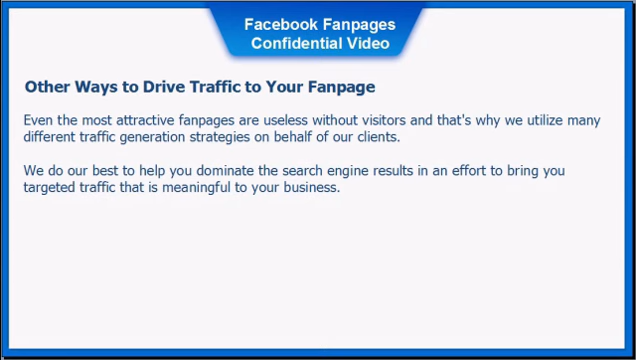 Facebook Fanpages
Confidential Video
Other Ways to Drive Traffic to Your Fanpage
Even the most attractive fanpages are useless without visitors and that's why we utilize many
different traffic generation strategies on behalf of our clients.
We do our best to help you dominate the search engine results in an effort to bring you
targeted traffic that is meaningful to your business.